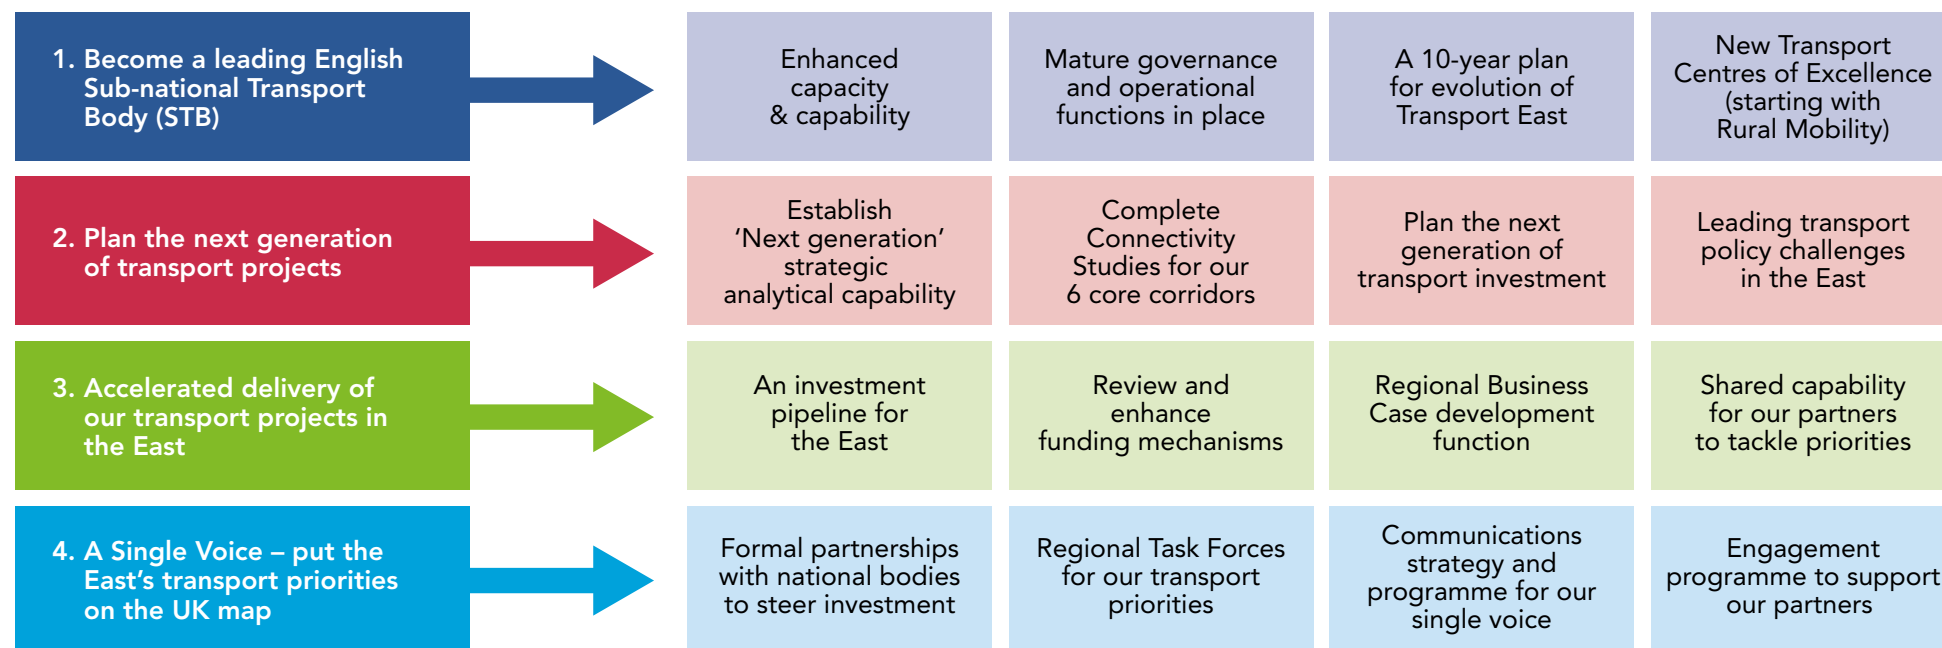 1. Become a leading English
Sub-national Transport
Body (STB)
Enhanced
capacity
& capability
Mature governance
and operational
functions in place
A 10-year plan
for evolution of
Transport East
New Transport
Centres of Excellence
(starting with
Rural Mobility)
2. Plan the next generation
of transport projects
Establish
‘Next generation’
strategic
analytical capability
Complete
Connectivity
Studies for our
6 core corridors
Plan the next
generation of
transport investment
Leading transport
policy challenges
in the East
3. Accelerated delivery of
our transport projects in
the East
An investment
pipeline for
the East
Review and
enhance
funding mechanisms
Regional Business
Case development
function
Shared capability
for our partners
to tackle priorities
4. A Single Voice – put the
East’s transport priorities
on the UK map
Formal partnerships
with national bodies
to steer investment
Regional Task Forces
for our transport
priorities
Communications
strategy and
programme for our
single voice
Engagement
programme to support
our partners